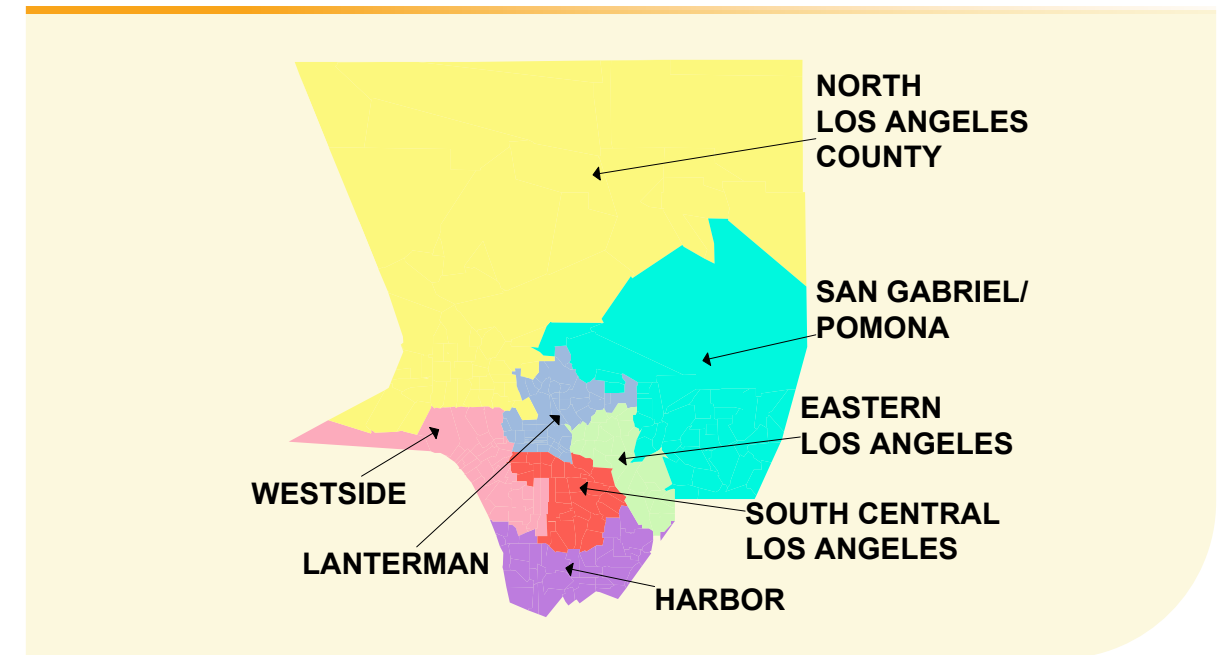 NORTH
LOS ANGELES
COUNTY
SAN GABRIEL/
POMONA
EASTERN
LOS ANGELES
WESTSIDE
SOUTH CENTRAL
LOS ANGELES
LANTERMAN
HARBOR